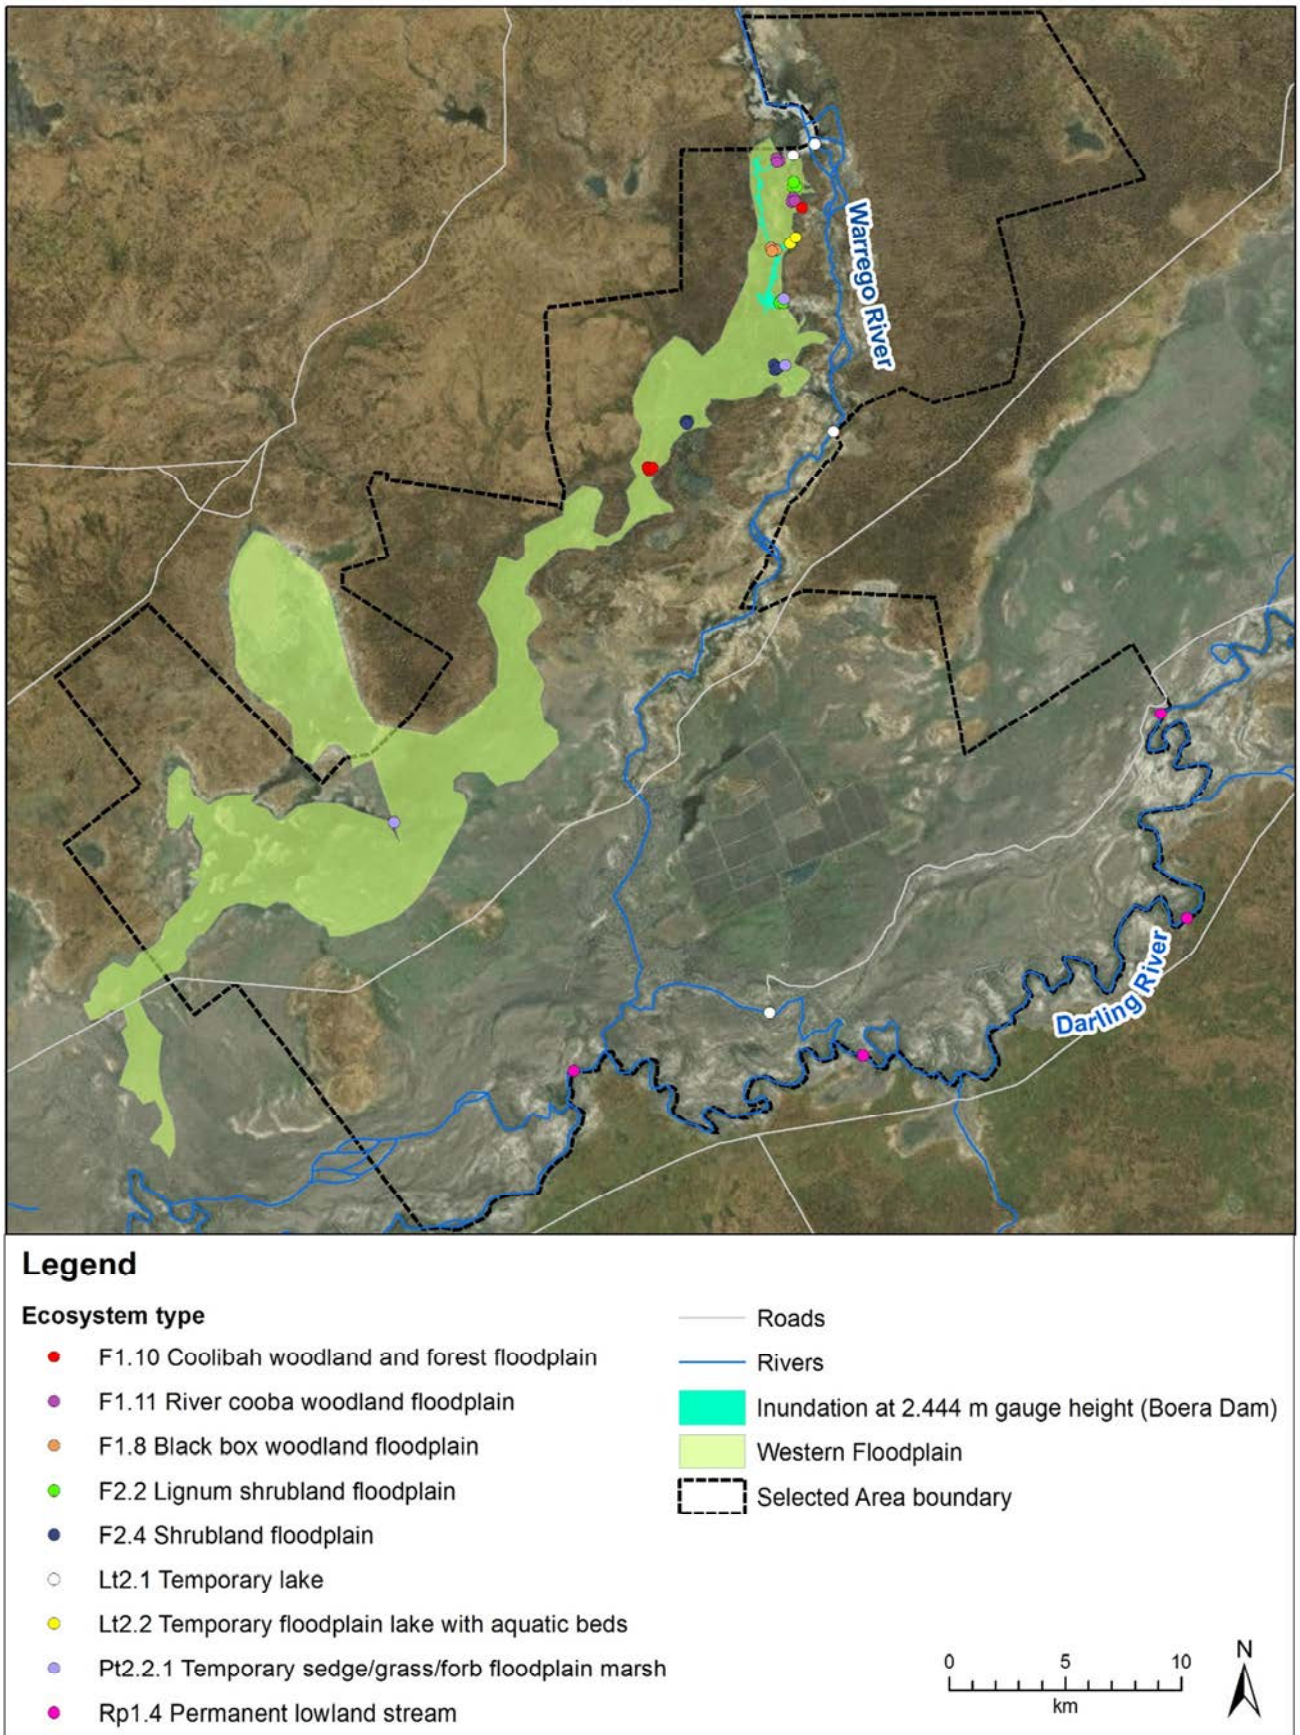 Warrego River
Darling River
Legend
Ecosystem type
F1.10 Coolibah woodland and forest floodplain
F1.11 River cooba woodland floodplain
F1.8 Black box woodland floodplain
F2.2 Lignum shrubland floodplain
F2.4 Shrubland floodplain
Lt2.1 Temporary lake
Lt2.2 Temporary floodplain lake with aquatic beds
Pt2.2.1 Temporary sedge/grass/forb floodplain marsh
Rp1.4 Permanent lowland stream
Roads
Rivers
Inundation at 2.444 m gauge height (Boera Dam)
Western Floodplain
Selected Area boundary
0 5 10
km
N